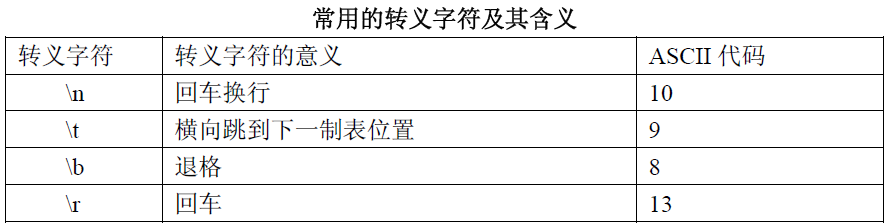 常用的转义字符及其含义
转义字符 转义字符的意义 ASCII 代码
\n 回车换行 10
\t 横向跳到下一制表位置 9
\b 退格 8
\r 回车 13